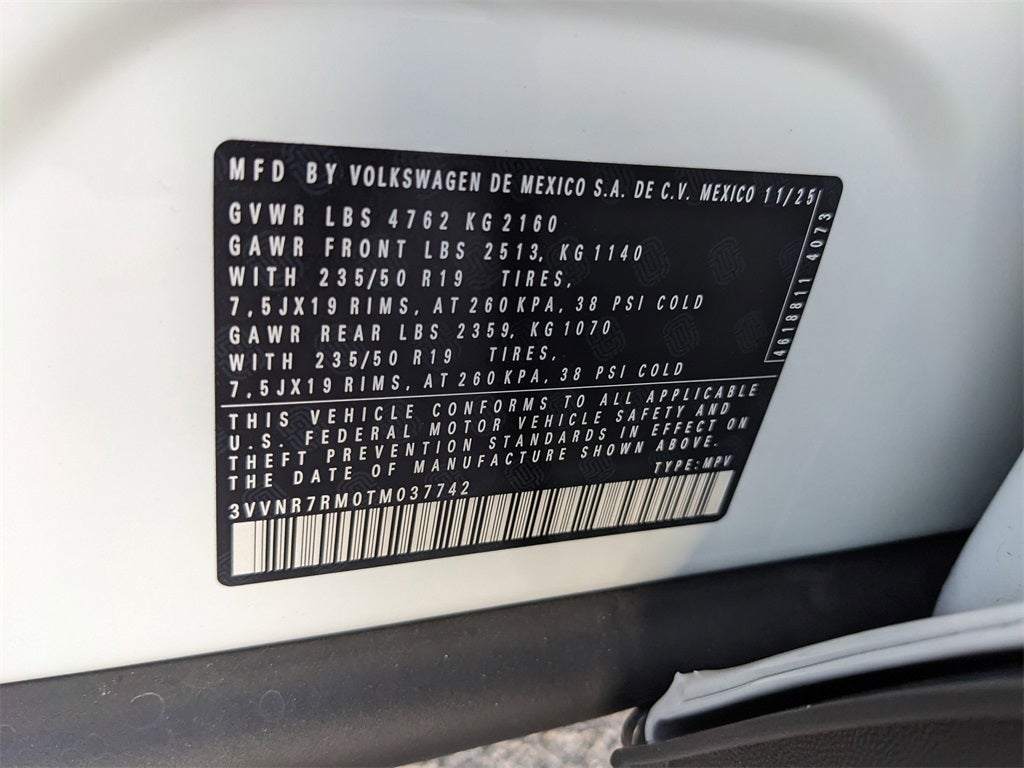 MFD BY VOLKSWAGEN DE MEXICO S.A. DE C.V. MEXICO 11/25
GVWR LBS 4762 KG 2160
GAWR FRONT LBS 2513, KG 1140
WITH 235/50 R19 TIRES,
7,5JX19 RIMS, AT 260 KPA, 38 PSI COLD
GAWR REAR LBS 2359, KG 1070
WITH 235/50 R19 TIRES,
7,5JX19 RIMS, AT 260 KPA, 38 PSI COLD
4618811 4073
THIS VEHICLE CONFORMS TO ALL APPLICABLE
U.S. FEDERAL MOTOR VEHICLE SAFETY AND
THEFT PREVENTION STANDARDS IN EFFECT ON
THE DATE OF MANUFACTURE SHOWN ABOVE.
TYPE: MPV
3VVNR7RM0TM037742